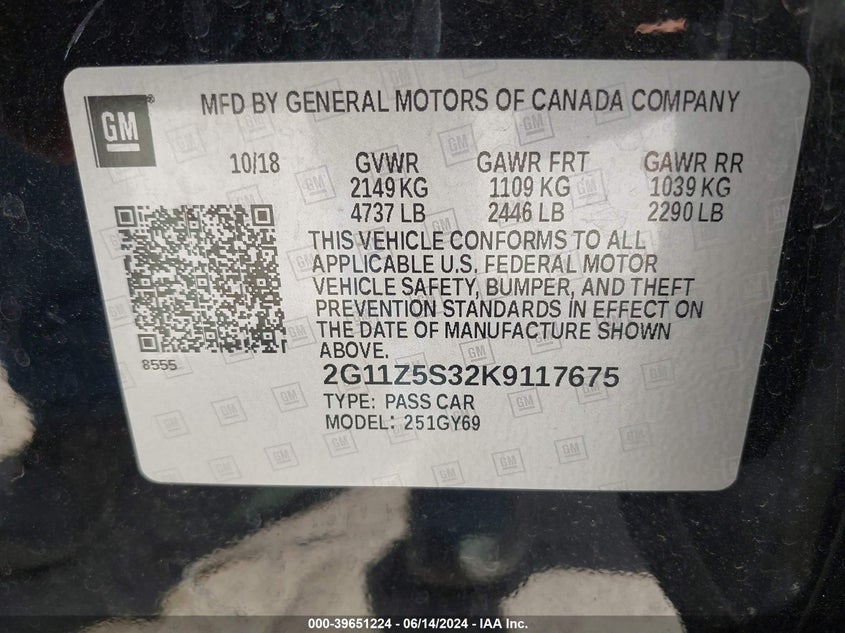 GM
MFD BY GENERAL MOTORS OF CANADA COMPANY
10/18 GVWR GAWR FRT GAWR RR
2149 KG 1109 KG 1039 KG
4737 LB 2446 LB 2290 LB
THIS VEHICLE CONFORMS TO ALL
APPLICABLE U.S. FEDERAL MOTOR
VEHICLE SAFETY, BUMPER, AND THEFT
PREVENTION STANDARDS IN EFFECT ON
THE DATE OF MANUFACTURE SHOWN
ABOVE.
8555
2G11Z5S32K9117675
TYPE: PASS CAR
MODEL: 251GY69
000-39651224 - 06/14/2024 - IAA Inc.